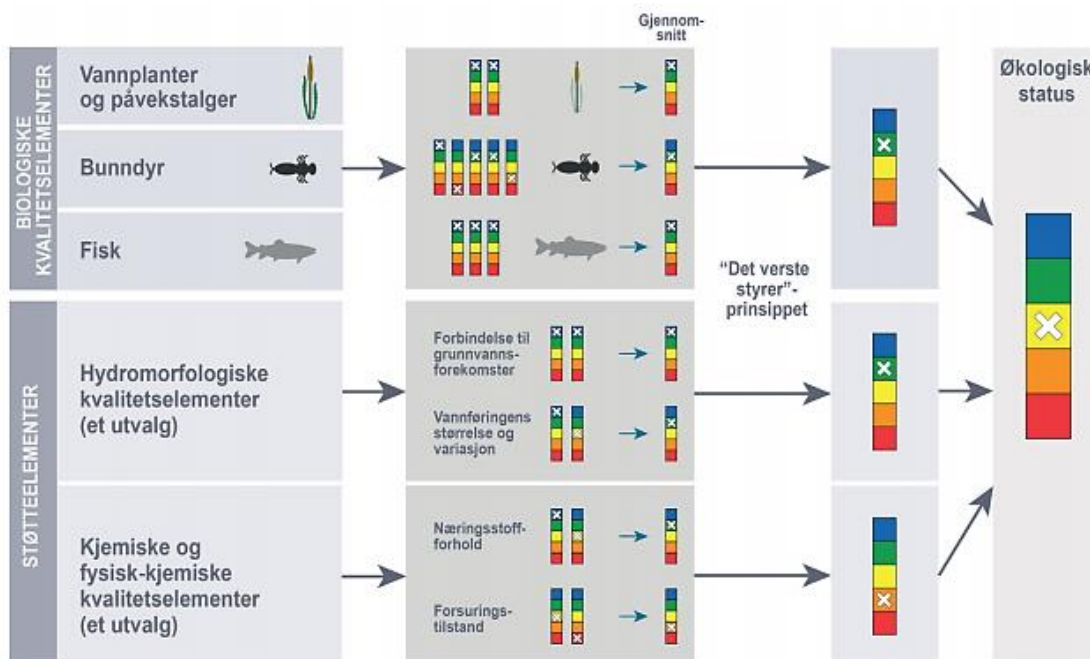 BIOLOGISKE
KVALITETSELEMENTER
Vannplanter
og påvekstalger
Bunndyr
Fisk
Gjennom-
snitt
"Det verste
styrer"-
prinsippet
Økologisk
status
STØTTEELEMENTER
Hydromorfologiske
kvalitetselementer
(et utvalg)
Forbindelse til
grunnvanns-
forekomster
Vannføringens
størrelse og
variasjon
Kjemiske og
fysisk-kjemiske
kvalitetselementer
(et utvalg)
Næringsstoff-
forhold
Forsurings-
tilstand